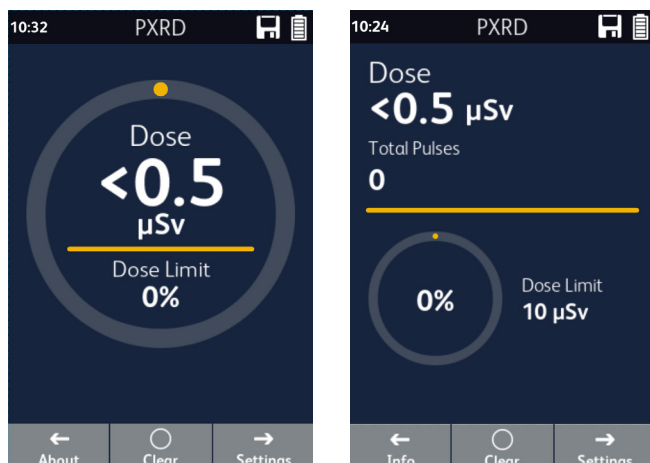 10:32 PXRD
Dose
<0.5
µSv
Dose Limit
0%
About Clear Settings
10:24 PXRD
Dose
<0.5 µSv
Total Pulses
0
0%
Dose Limit
10 µSv
Info Clear Settings